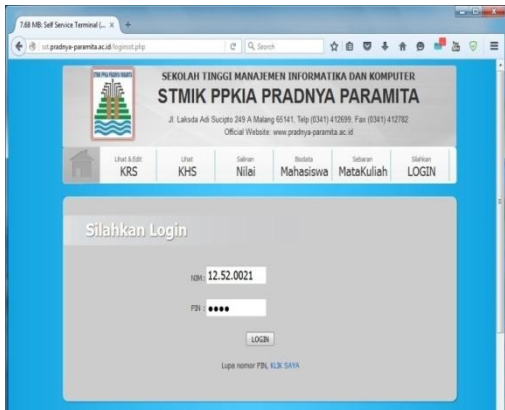 7.68 MB: Self Service Terminal (...
sst.pradnya-paramita.ac.id/loginsst.php
Search
SEKOLAH TINGGI MANAJEMEN INFORMATIKA DAN KOMPUTER
STMIK PPKIA PRADNYA PARAMITA
Jl. Laksda Adi Sucipto 249 A Malang 65141, Telp (0341) 412699, Fax (0341) 412782
Official Website: www.pradnya-paramita.ac.id
Lihat & Edit
KRS
Lihat
KHS
Salinan
Nilai
Biodata
Mahasiswa
Sebaran
MataKuliah
Silahkan
LOGIN
Silahkan Login
NIM : 12.52.0021
PIN : ●●●●
LOGIN
Lupa nomor PIN, KLIK SAYA